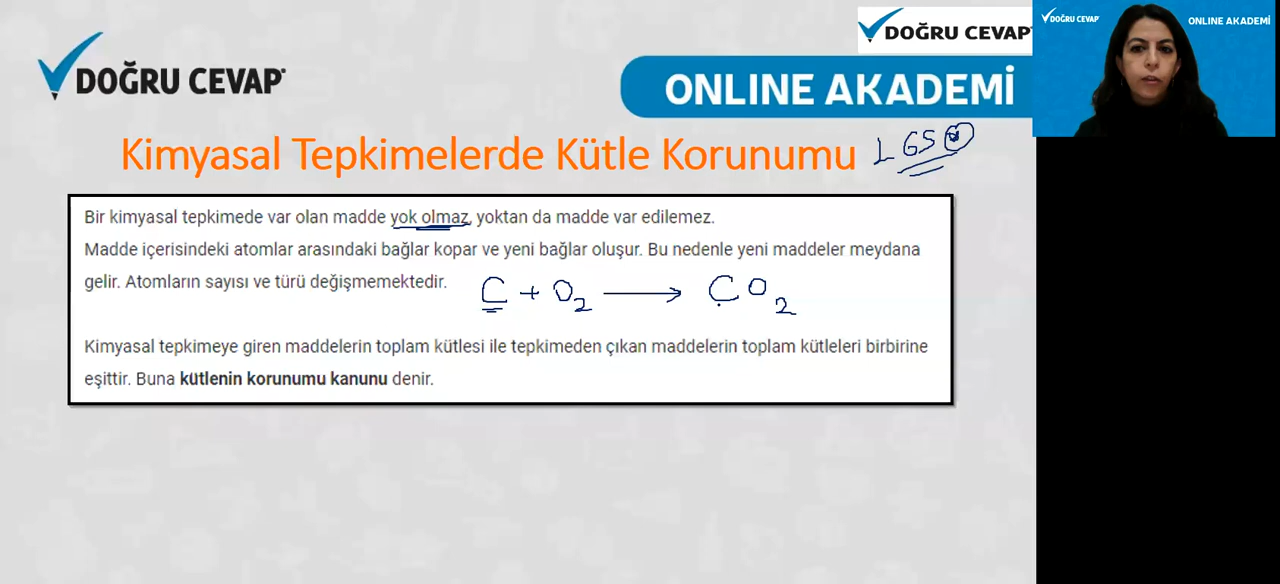 DOĞRU CEVAP
DOĞRU CEVAP
DOĞRU CEVAP
ONLINE AKADEMİ
ONLINE AKADEMİ
Kimyasal Tepkimelerde Kütle Korunumu LGS
Bir kimyasal tepkimede var olan madde yok olmaz, yoktan da madde var edilemez.
Madde içerisindeki atomlar arasındaki bağlar kopar ve yeni bağlar oluşur. Bu nedenle yeni maddeler meydana
gelir. Atomların sayısı ve türü değişmemektedir.
C + O2 → CO2
Kimyasal tepkimeye giren maddelerin toplam kütlesi ile tepkimeden çıkan maddelerin toplam kütleleri birbirine
eşittir. Buna kütlenin korunumu kanunu denir.